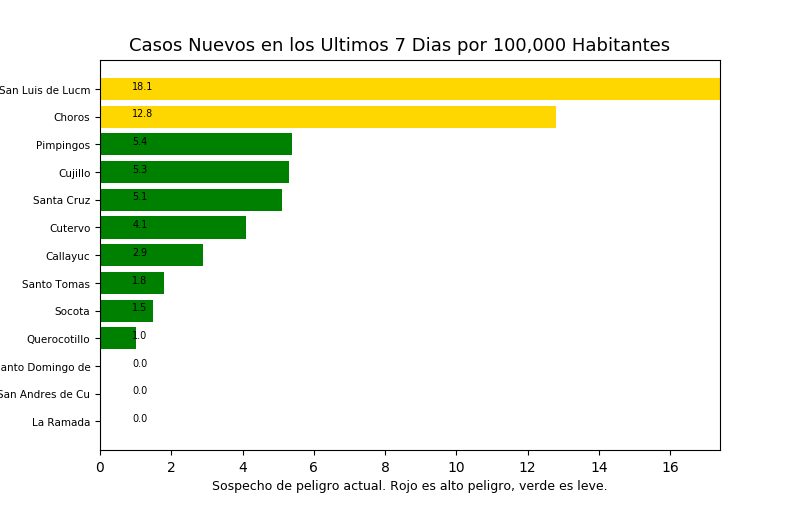 Casos Nuevos en los Ultimos 7 Dias por 100,000 Habitantes
San Luis de Lucm 18.1
Choros 12.8
Pimpingos 5.4
Cujillo 5.3
Santa Cruz 5.1
Cutervo 4.1
Callayuc 2.9
Santo Tomas 1.8
Socota 1.5
Querocotillo 1.0
anto Domingo de 0.0
San Andres de Cu 0.0
La Ramada 0.0
0 2 4 6 8 10 12 14 16
Sospecho de peligro actual. Rojo es alto peligro, verde es leve.